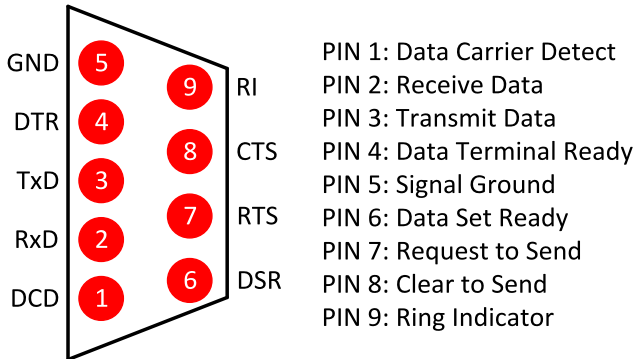 GND 5
9 RI
DTR 4
8 CTS
TxD 3
7 RTS
RxD 2
6 DSR
DCD 1
PIN 1: Data Carrier Detect
PIN 2: Receive Data
PIN 3: Transmit Data
PIN 4: Data Terminal Ready
PIN 5: Signal Ground
PIN 6: Data Set Ready
PIN 7: Request to Send
PIN 8: Clear to Send
PIN 9: Ring Indicator